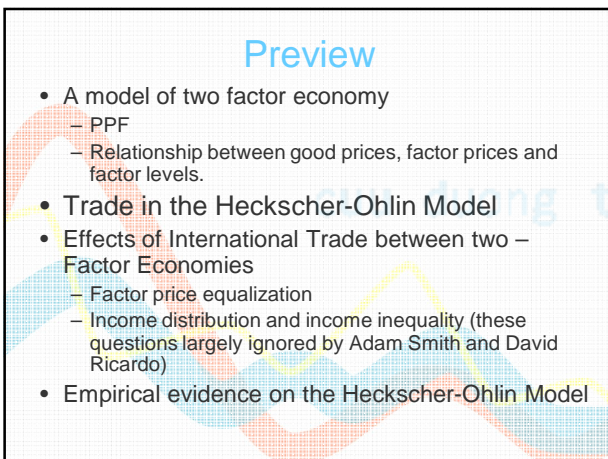 Preview
• A model of two factor economy
– PPF
– Relationship between good prices, factor prices and
factor levels.
• Trade in the Heckscher-Ohlin Model
• Effects of International Trade between two –
Factor Economies
– Factor price equalization
– Income distribution and income inequality (these
questions largely ignored by Adam Smith and David
Ricardo)
• Empirical evidence on the Heckscher-Ohlin Model